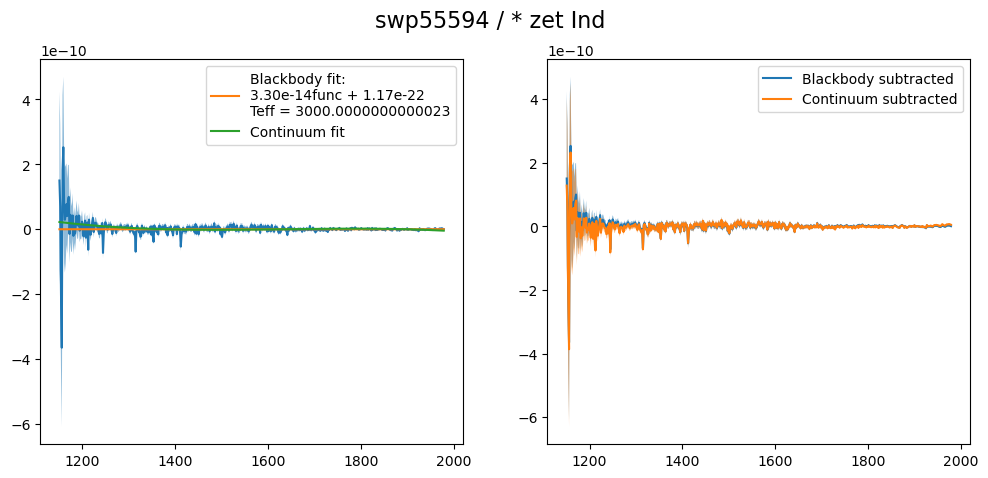 swp55594 / * zet Ind
1e−10
Blackbody fit:
3.30e-14func + 1.17e-22
Teff = 3000.0000000000023
Continuum fit
4
2
0
−2
−4
−6
1200 1400 1600 1800 2000
1e−10
Blackbody subtracted
Continuum subtracted
4
2
0
−2
−4
−6
1200 1400 1600 1800 2000